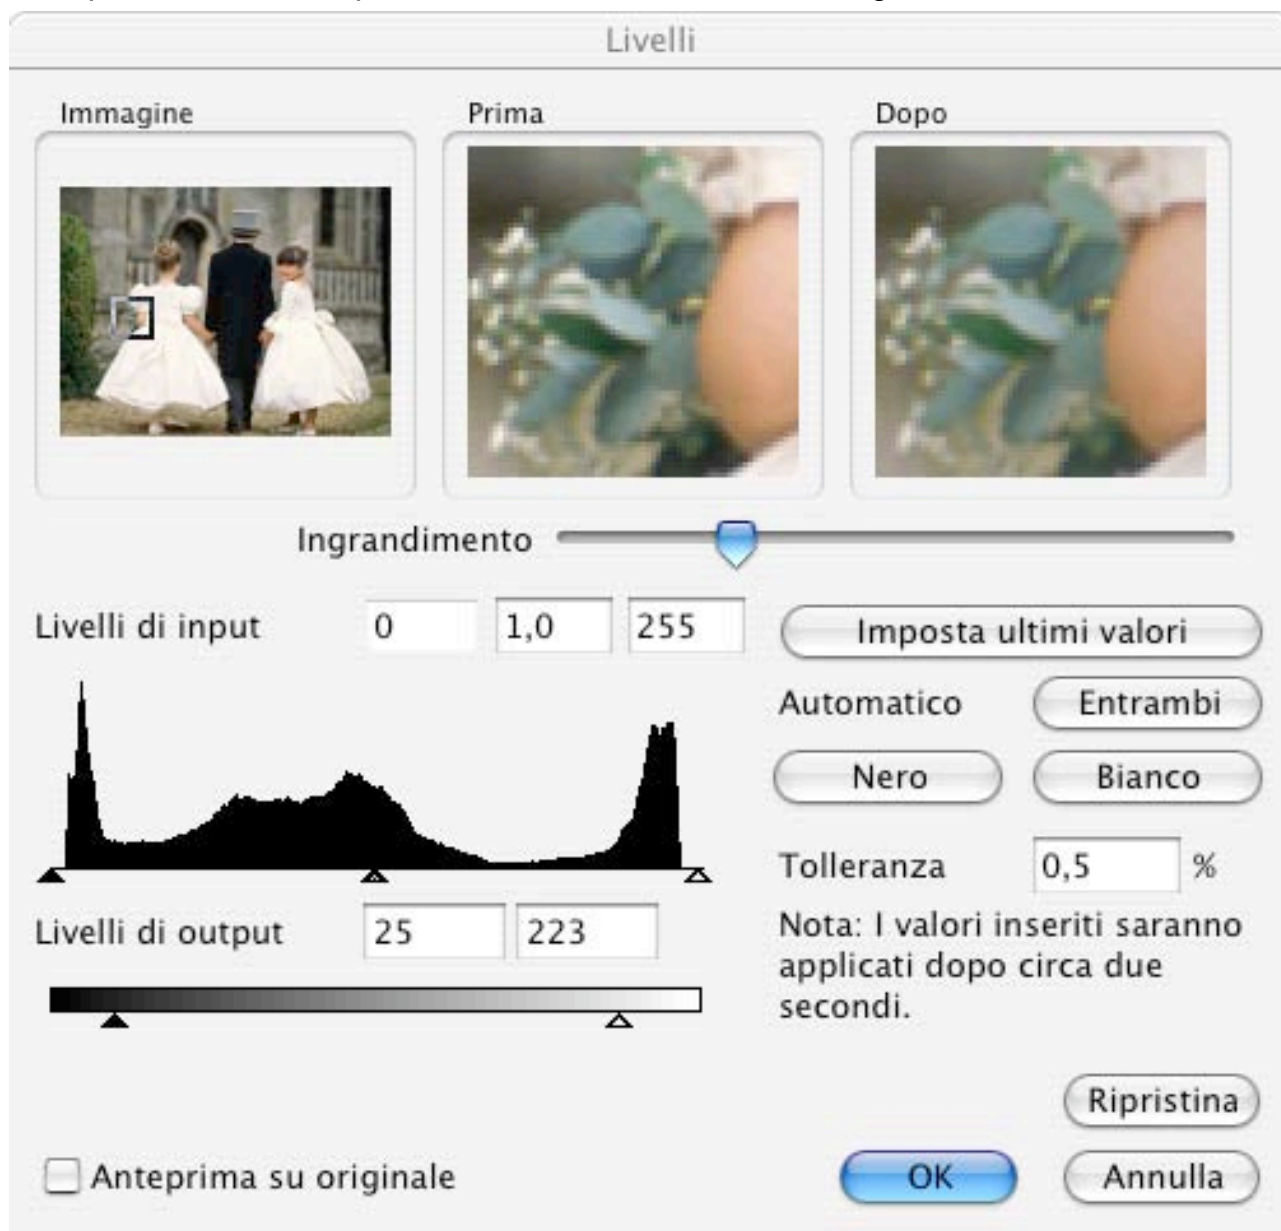 Livelli
Immagine
Prima
Dopo
Ingrandimento
Livelli di input
0
1,0
255
Imposta ultimi valori
Automatico
Entrambi
Nero
Bianco
Tolleranza
0,5
%
Livelli di output
25
223
Nota: I valori inseriti saranno
applicati dopo circa due
secondi.
Ripristina
Anteprima su originale
OK
Annulla